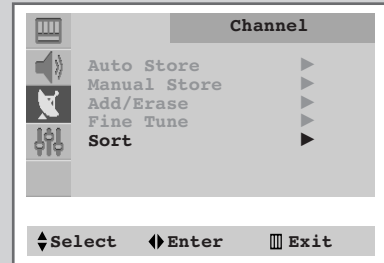 Channel
Auto Store
Manual Store
Add/Erase
Fine Tune
Sort
Select Enter Exit